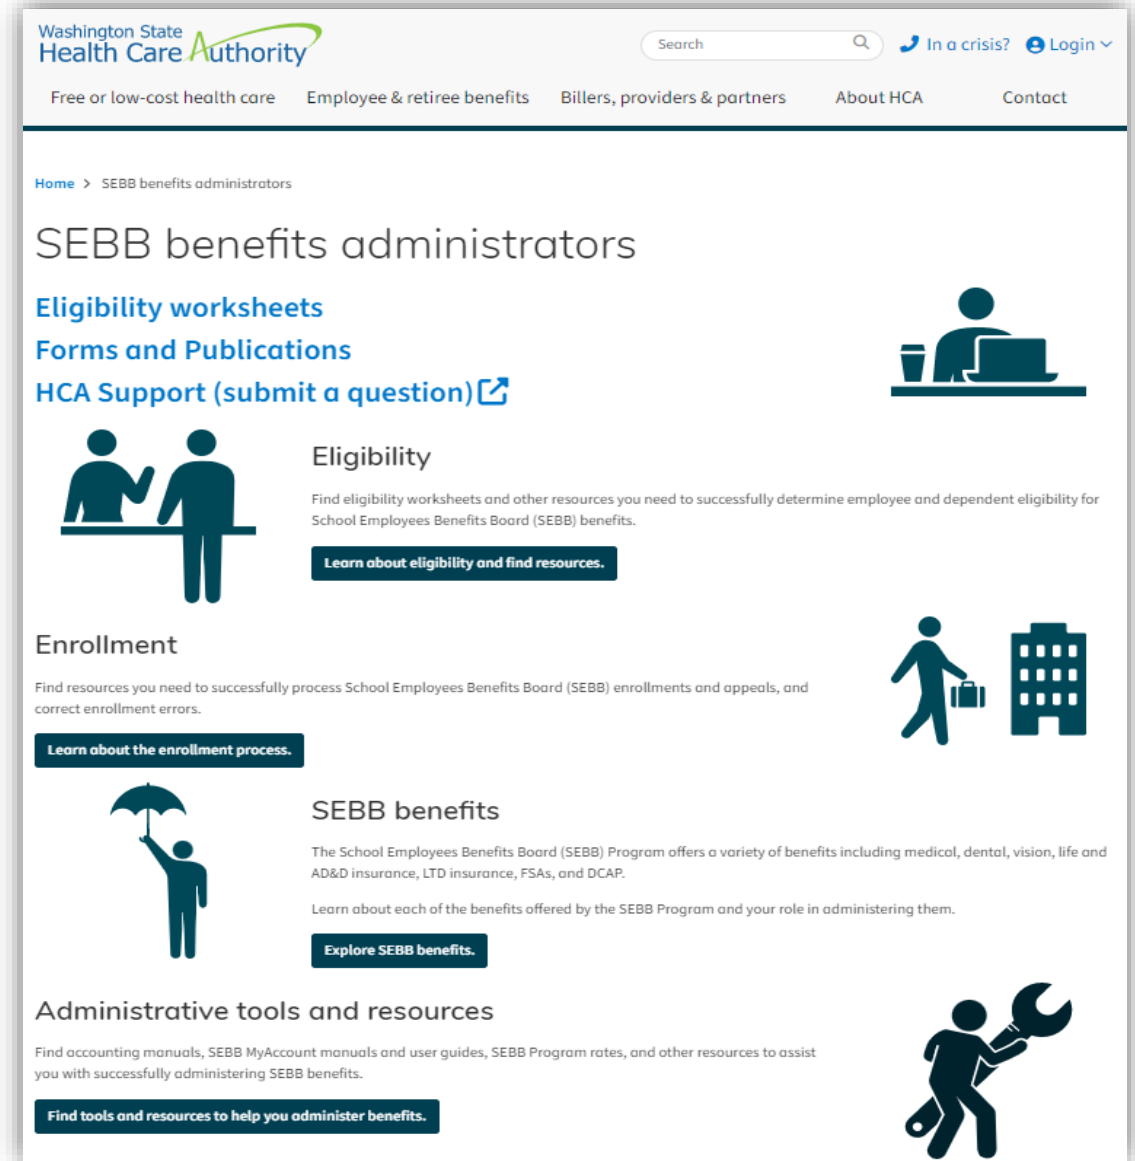 Washington State
Health Care Authority
Search
In a crisis?
Login
Free or low-cost health care
Employee & retiree benefits
Billers, providers & partners
About HCA
Contact
Home > SEBB benefits administrators
SEBB benefits administrators
Eligibility worksheets
Forms and Publications
HCA Support (submit a question)
Eligibility
Find eligibility worksheets and other resources you need to successfully determine employee and dependent eligibility for
School Employees Benefits Board (SEBB) benefits.
Learn about eligibility and find resources.
Enrollment
Find resources you need to successfully process School Employees Benefits Board (SEBB) enrollments and appeals, and
correct enrollment errors.
Learn about the enrollment process.
SEBB benefits
The School Employees Benefits Board (SEBB) Program offers a variety of benefits including medical, dental, vision, life and
AD&D insurance, LTD insurance, FSAs, and DCAP.
Learn about each of the benefits offered by the SEBB Program and your role in administering them.
Explore SEBB benefits.
Administrative tools and resources
Find accounting manuals, SEBB MyAccount manuals and user guides, SEBB Program rates, and other resources to assist
you with successfully administering SEBB benefits.
Find tools and resources to help you administer benefits.